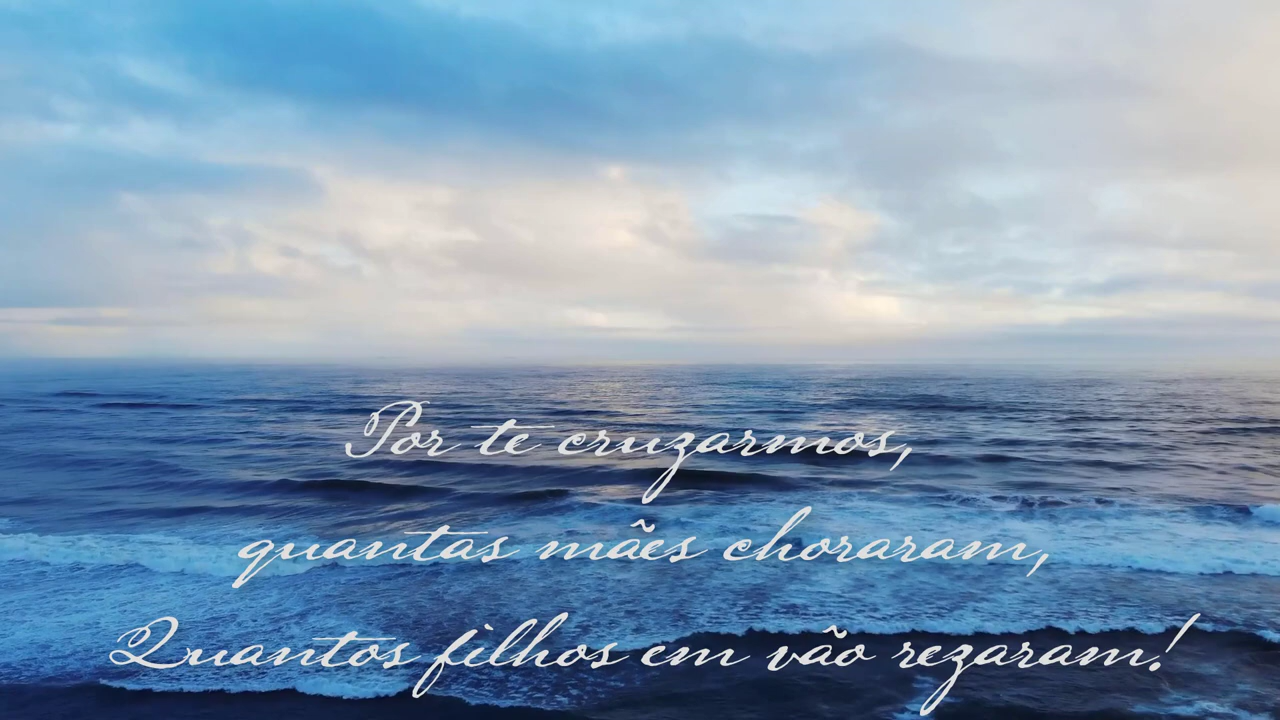 Por te cruzarmos,
quantas mães choraram,
Quantos filhos em vão rezaram!